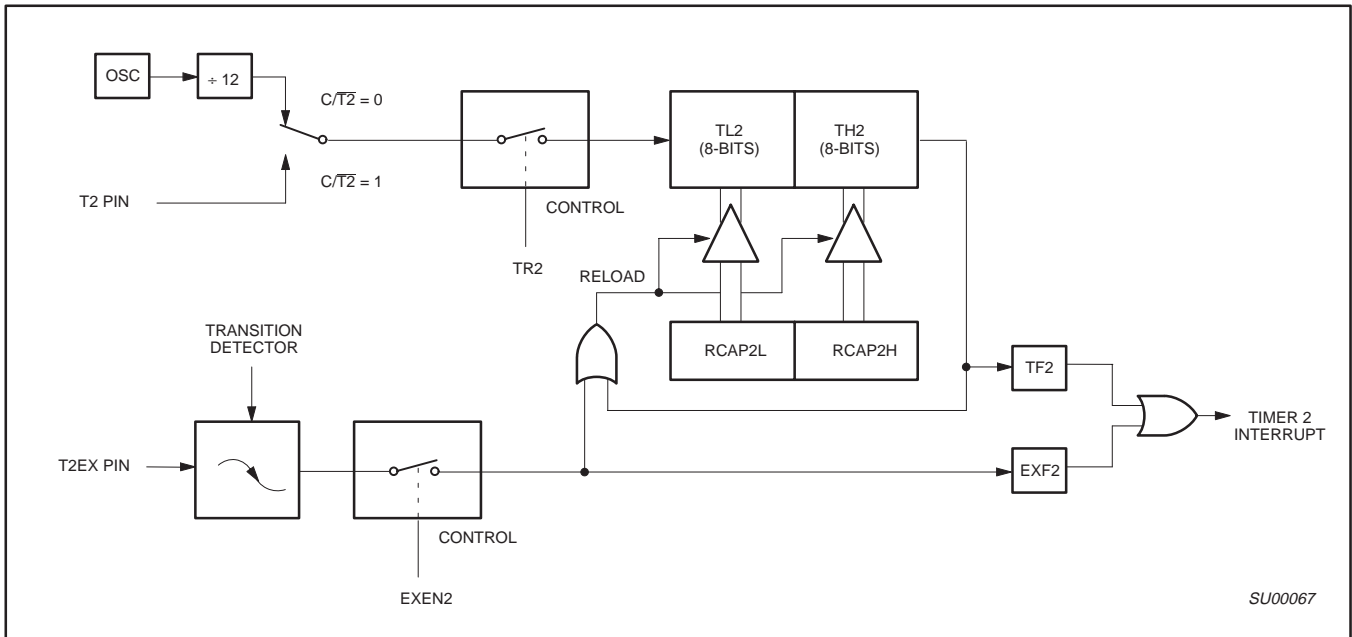 OSC
÷ 12
C/T2 = 0
C/T2 = 1
T2 PIN
CONTROL
TR2
TL2
(8-BITS)
TH2
(8-BITS)
RELOAD
RCAP2L
RCAP2H
TRANSITION
DETECTOR
T2EX PIN
CONTROL
EXEN2
TF2
EXF2
TIMER 2
INTERRUPT
SU00067